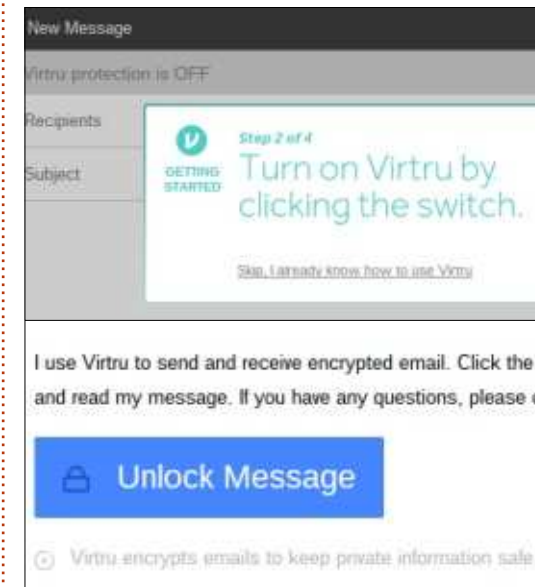 New Message
Virtru protection is OFF
Recipients
Subject
GETTING
STARTED
Step 2 of 4
Turn on Virtru by
clicking the switch.
Skip, I already know how to use Virtru
I use Virtru to send and receive encrypted email. Click the
and read my message. If you have any questions, please
Unlock Message
Virtru encrypts emails to keep private information safe